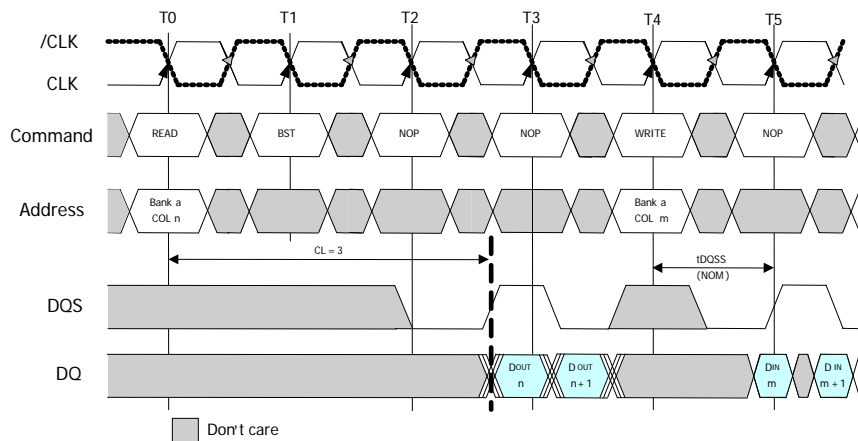 T0 T1 T2 T3 T4 T5
/CLK
CLK
Command READ BST NOP NOP WRITE NOP
Address Bank a COL n Bank a COL m
CL = 3
tDQSS
(NOM)
DQS
DQ DOUT n DOUT n + 1 DIN m DIN m + 1
Don't care